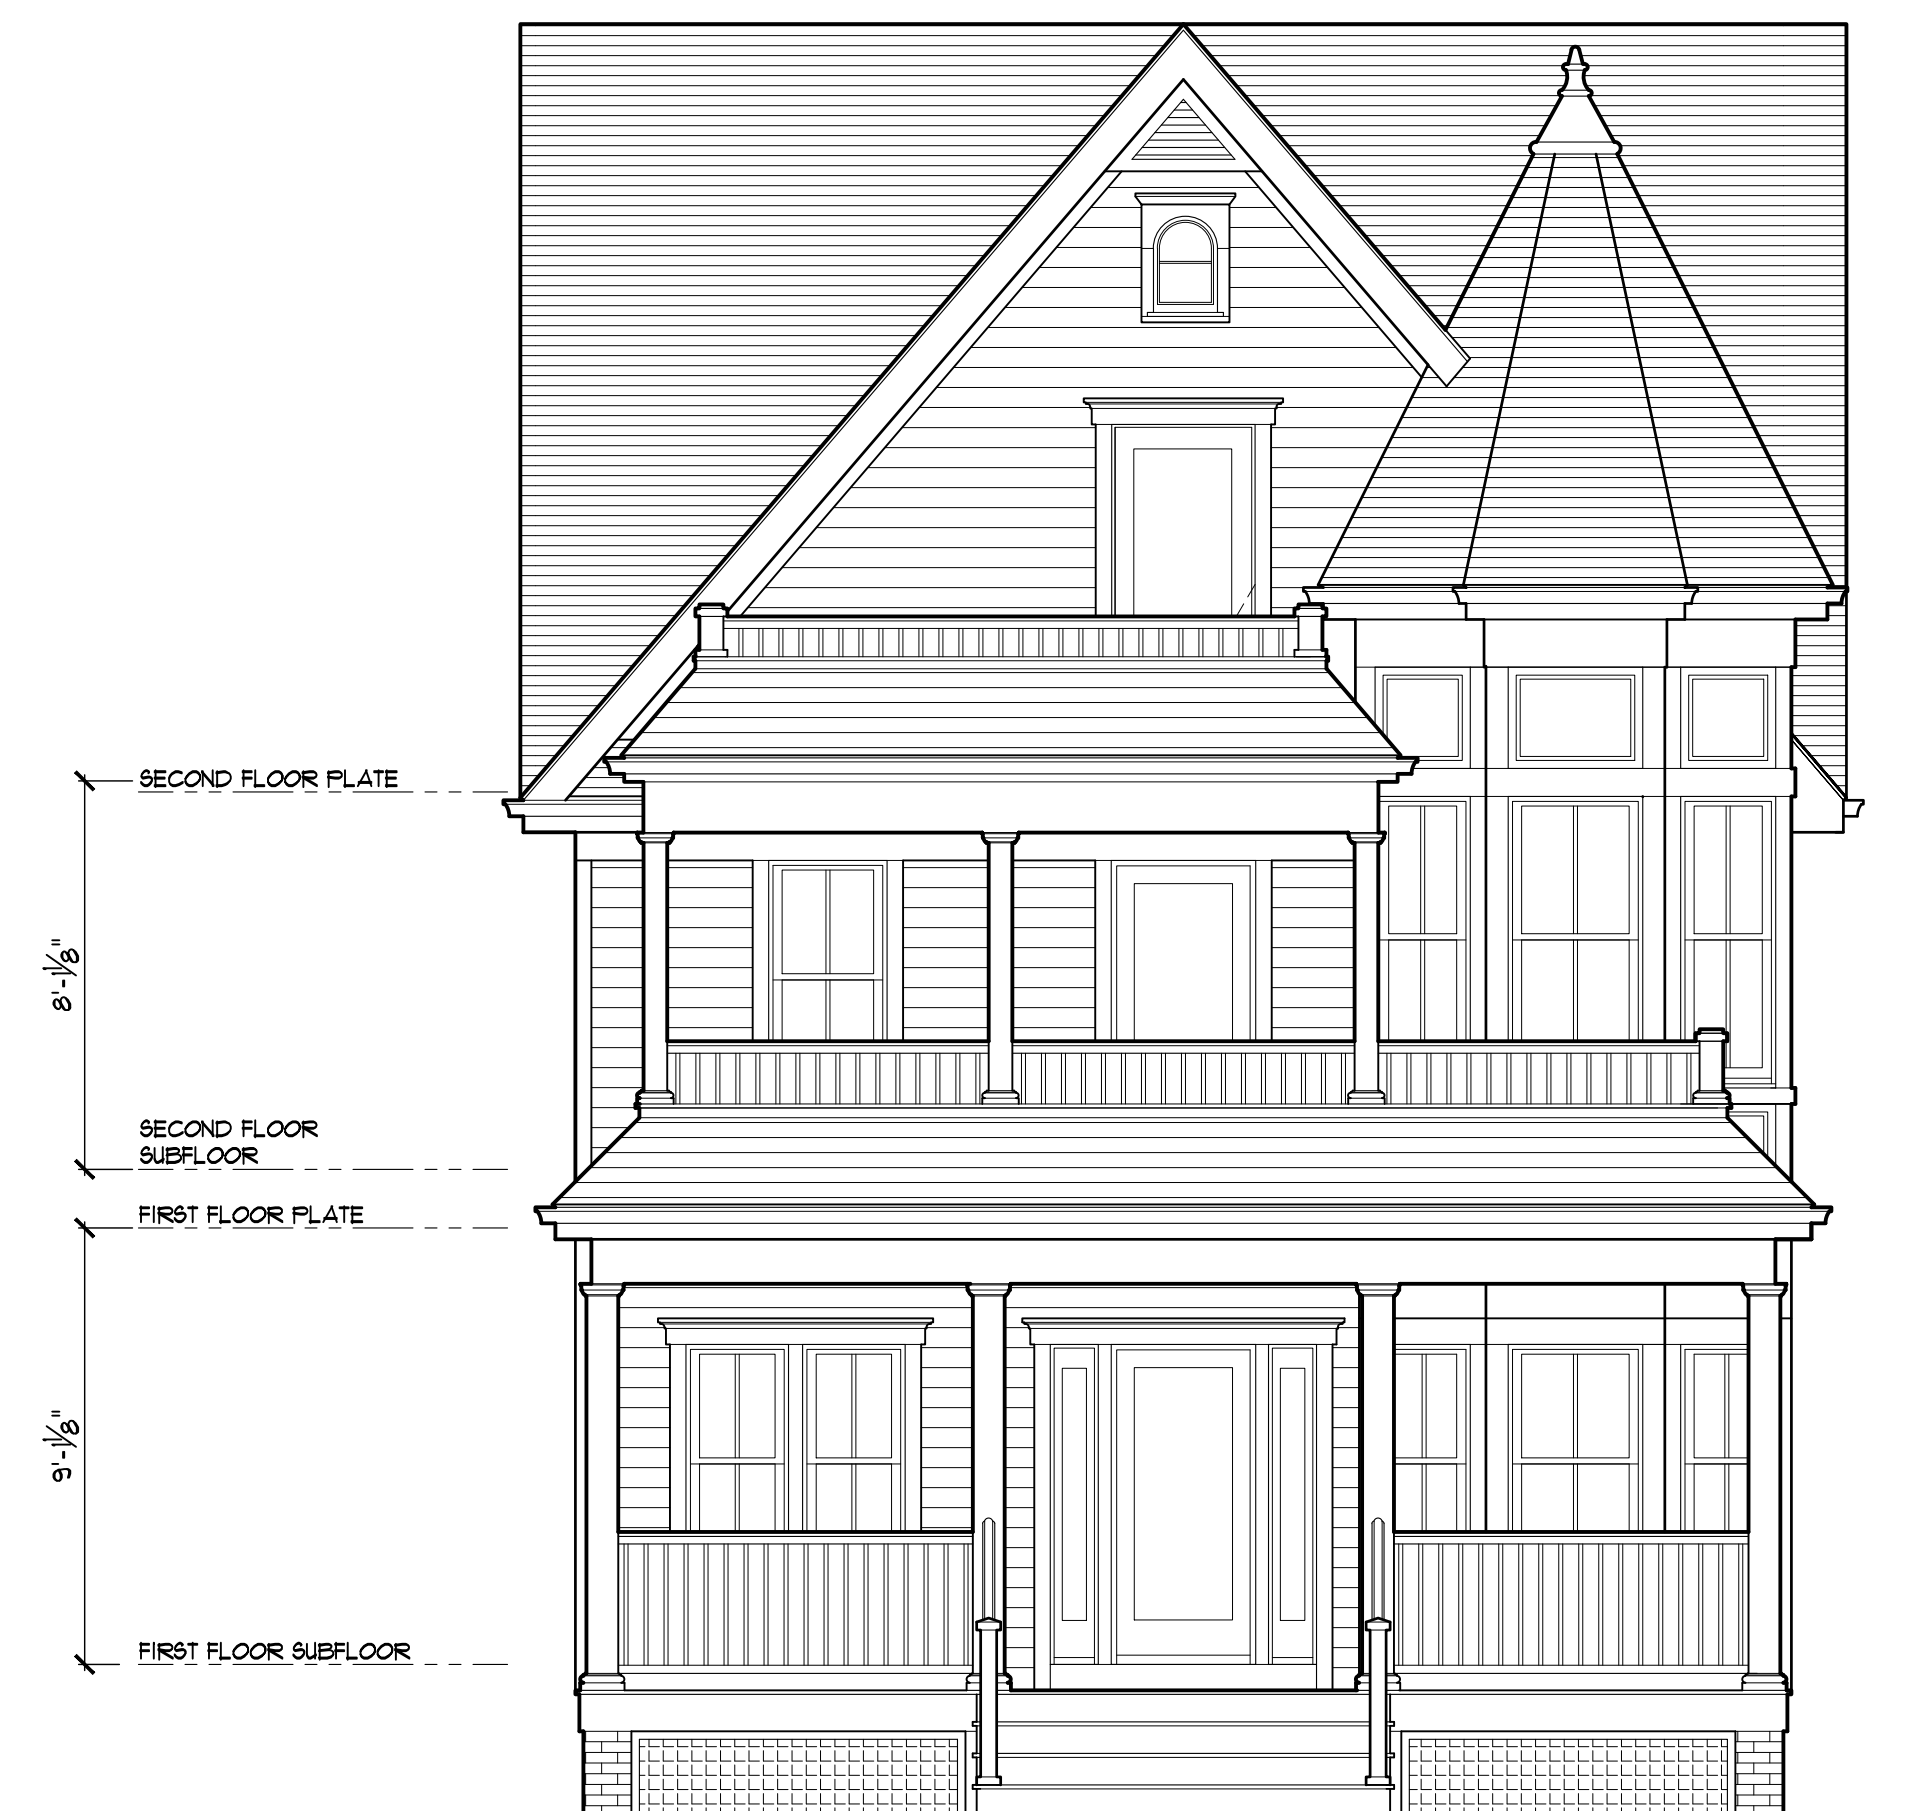 SECOND FLOOR PLATE
8'-1⅛"
SECOND FLOOR
SUBFLOOR
FIRST FLOOR PLATE
9'-1⅛"
FIRST FLOOR SUBFLOOR